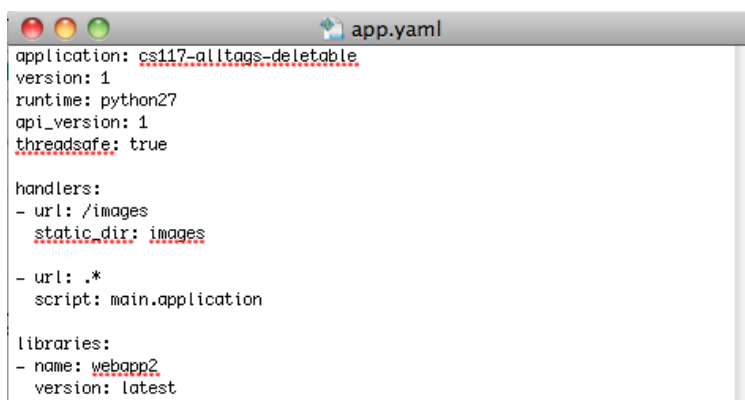 app.yaml
application: cs117-alltags-deletable
version: 1
runtime: python27
api_version: 1
threadsafe: true
handlers:
- url: /images
  static_dir: images
- url: .*
  script: main.application
libraries:
- name: webapp2
  version: latest